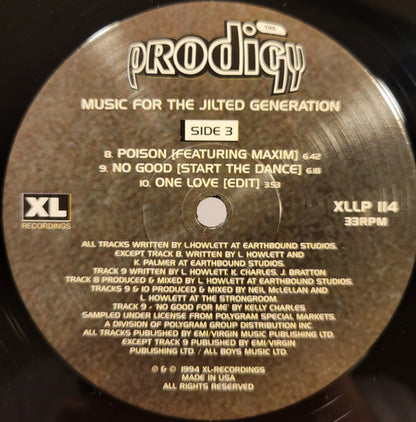 THE
prodigy
MUSIC FOR THE JILTED GENERATION
SIDE 3
8. POISON [FEATURING MAXIM] 6:42
9. NO GOOD [START THE DANCE] 6:18
10. ONE LOVE [EDIT] 3:53
XL
RECORDINGS
XLLP 114
33RPM
ALL TRACKS WRITTEN BY L.HOWLETT AT EARTHBOUND STUDIOS.
EXCEPT TRACK 8. WRITTEN BY L. HOWLETT AND
K. PALMER AT EARTHBOUND STUDIOS.
TRACK 9 WRITTEN BY L. HOWLETT. K. CHARLES. J. BRATTON
TRACK 8 PRODUCED & MIXED BY L. HOWLETT AT EARTHBOUND STUDIOS.
TRACKS 9 & 10 PRODUCED & MIXED BY NEIL McLELLAN AND
L. HOWLETT AT THE STRONGROOM.
TRACK 9 - 'NO GOOD FOR ME' BY KELLY CHARLES
SAMPLED UNDER LICENSE FROM POLYGRAM SPECIAL MARKETS.
A DIVISION OF POLYGRAM GROUP DISTRIBUTION INC.
ALL TRACKS PUBLISHED BY EMI/VIRGIN MUSIC PUBLISHING LTD.
EXCEPT TRACK 9 PUBLISHED BY EMI/VIRGIN
PUBLISHING LTD. / ALL BOYS MUSIC LTD.
℗ & © 1994 XL-RECORDINGS
MADE IN USA
ALL RIGHTS RESERVED